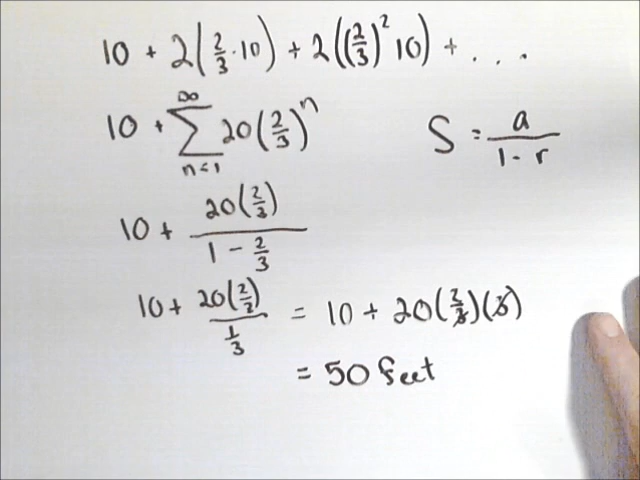 10 + 2(2/3 · 10) + 2((2/3)^2 10) + . . .
10 + ∑_{n=1}^{∞} 20(2/3)^n
S = a/(1 - r)
10 + 20(2/3)/(1 - 2/3)
10 + 20(2/3)/(1/3) = 10 + 20(2/3)(3)
= 50 feet